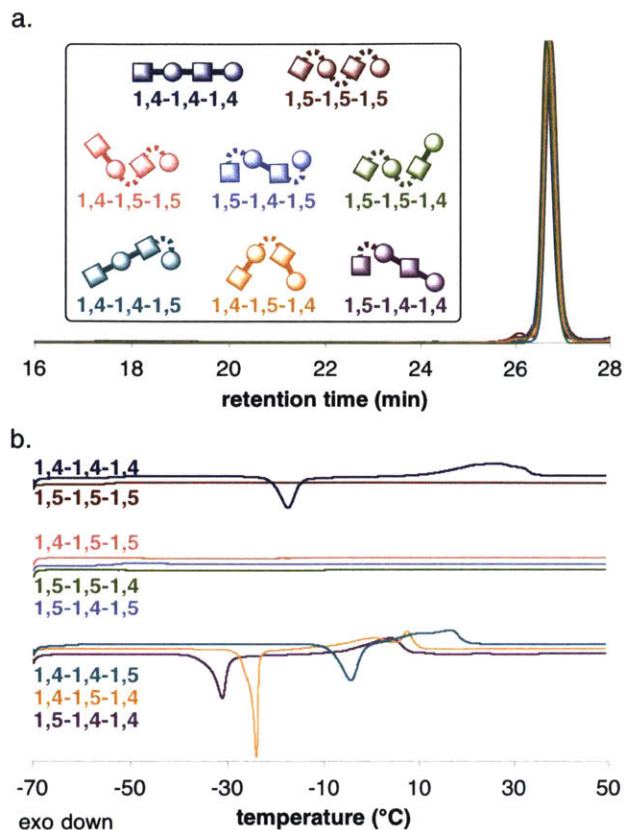 a.
1,4-1,4-1,4 1,5-1,5-1,5
1,4-1,5-1,5 1,5-1,4-1,5 1,5-1,5-1,4
1,4-1,4-1,5 1,4-1,5-1,4 1,5-1,4-1,4
16 18 20 22 24 26 28
retention time (min)
b.
1,4-1,4-1,4
1,5-1,5-1,5
1,4-1,5-1,5
1,5-1,5-1,4
1,5-1,4-1,5
1,4-1,4-1,5
1,4-1,5-1,4
1,5-1,4-1,4
-70 -50 -30 -10 10 30 50
exo down temperature (°C)